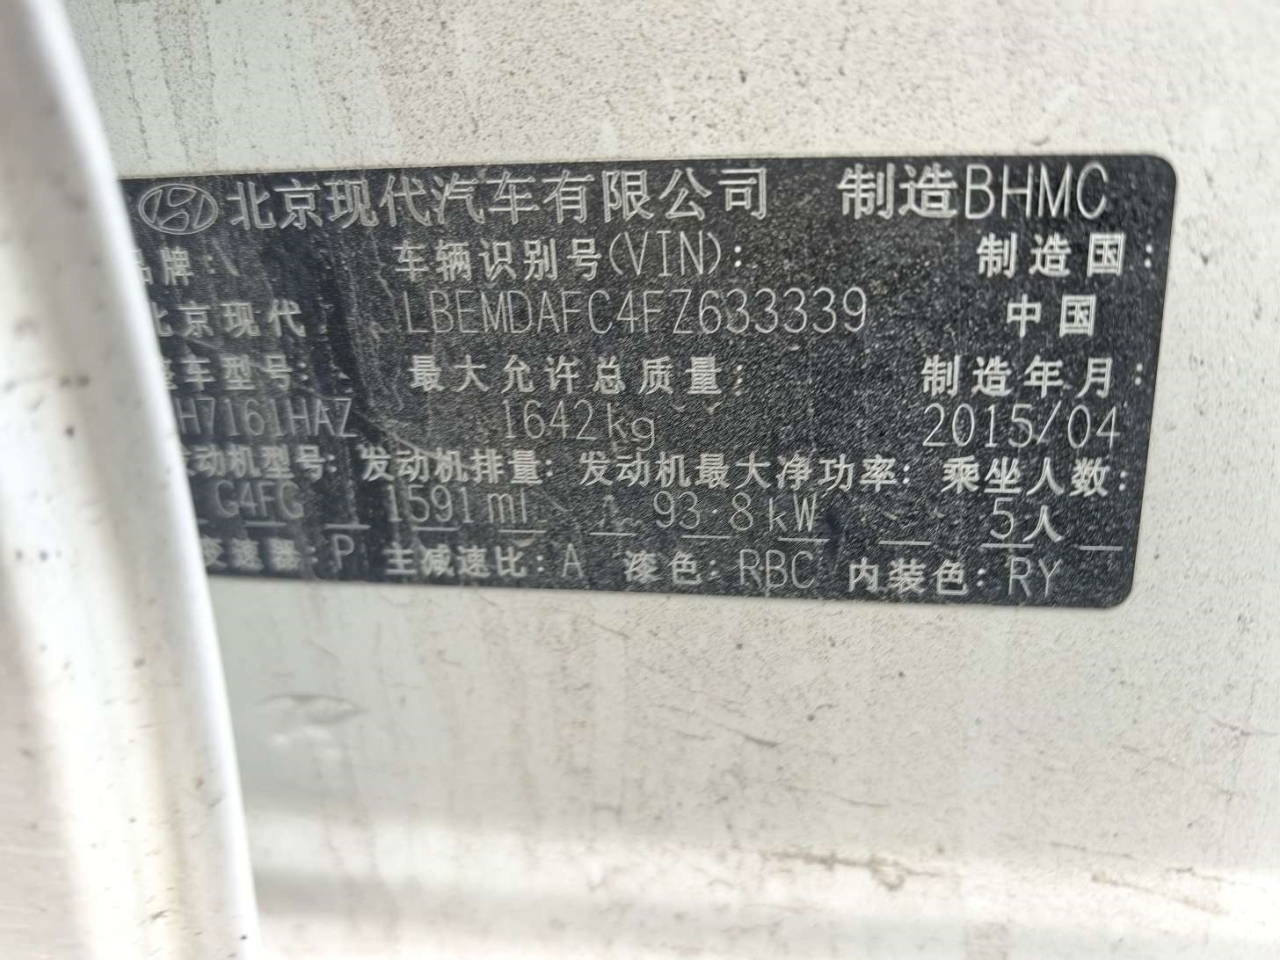 北京现代汽车有限公司 制造BHMC
品牌: 车辆识别号(VIN): 制造国:
北京现代 LBEMDAFC4FZ633339 中国
车型号: 最大允许总质量: 制造年月:
H7161HAZ 1642kg 2015/04
发动机型号: 发动机排量: 发动机最大净功率: 乘坐人数:
G4FG 1591ml 93.8kW 5人
变速器: P 主减速比: A 漆色: RBC 内装色: RY